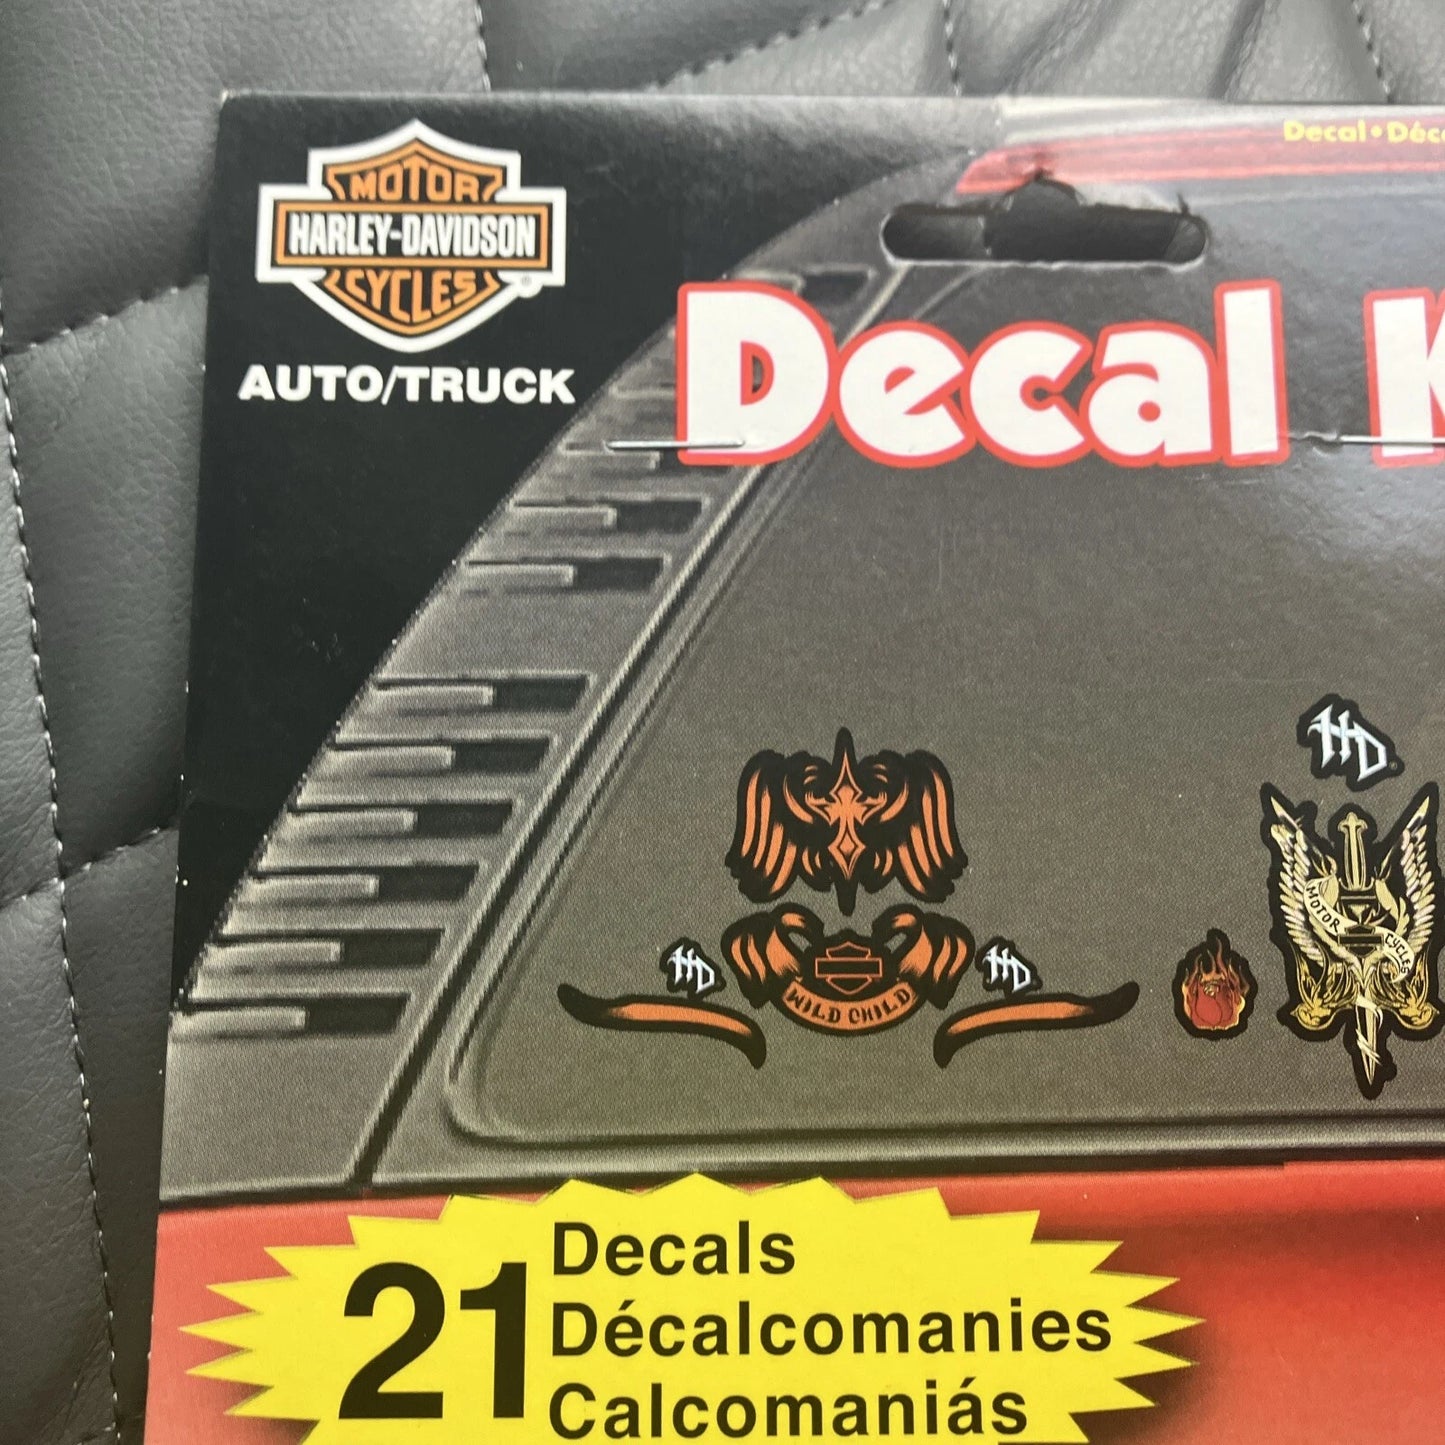 Decal • Déc
MOTOR
HARLEY-DAVIDSON
CYCLES
AUTO/TRUCK
Decal K
HD
MOTOR CYCLES
HD
HD
WILD CHILD
21
Decals
Décalcomanies
Calcomaniás